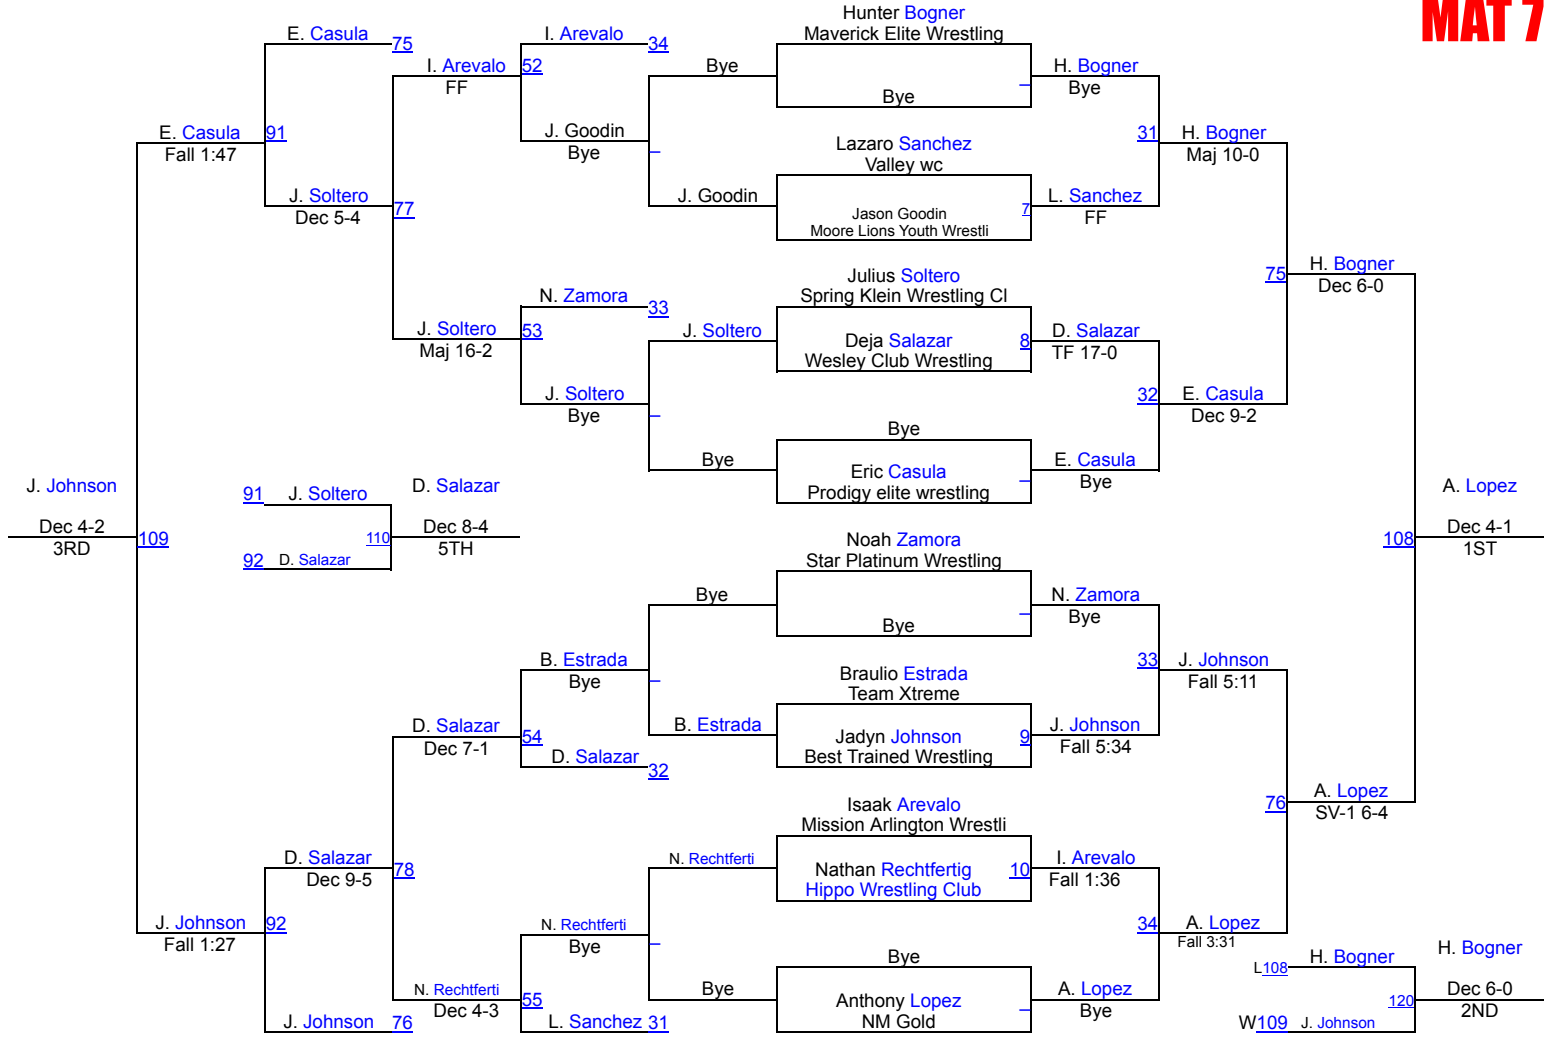 MAT 7
Hunter Bogner
Maverick Elite Wrestling
Bye
Lazaro Sanchez
Valley wc
Jason Goodin
Moore Lions Youth Wrestli
7
Julius Soltero
Spring Klein Wrestling Cl
Deja Salazar
Wesley Club Wrestling
8
Bye
Eric Casula
Prodigy elite wrestling
Noah Zamora
Star Platinum Wrestling
Bye
Braulio Estrada
Team Xtreme
Jadyn Johnson
Best Trained Wrestling
9
Isaak Arevalo
Mission Arlington Wrestli
Nathan Rechtfertig
Hippo Wrestling Club
10
Bye
Anthony Lopez
NM Gold
H. Bogner
Bye
31
L. Sanchez
FF
D. Salazar
TF 17-0
32
E. Casula
Bye
N. Zamora
Bye
33
J. Johnson
Fall 5:34
I. Arevalo
Fall 1:36
34
A. Lopez
Bye
H. Bogner
Maj 10-0
75
E. Casula
Dec 9-2
J. Johnson
Fall 5:11
76
A. Lopez
Fall 3:31
H. Bogner
Dec 6-0
108
A. Lopez
SV-1 6-4
A. Lopez
Dec 4-1
1ST
L108
H. Bogner
120
W109 J. Johnson
H. Bogner
Dec 6-0
2ND
Bye
J. Goodin
J. Soltero
Bye
Bye
B. Estrada
N. Rechtferti
Bye
I. Arevalo 34
52
J. Goodin
Bye
N. Zamora 33
53
J. Soltero
Bye
B. Estrada
Bye
54
D. Salazar 32
N. Rechtferti
Bye
55
L. Sanchez 31
I. Arevalo
FF
77
J. Soltero
Maj 16-2
D. Salazar
Dec 7-1
78
N. Rechtferti
Dec 4-3
E. Casula 75
91
J. Soltero
Dec 5-4
D. Salazar
Dec 9-5
92
J. Johnson 76
E. Casula
Fall 1:47
109
J. Johnson
Fall 1:27
J. Johnson
Dec 4-2
3RD
91 J. Soltero
110
92 D. Salazar
D. Salazar
Dec 8-4
5TH